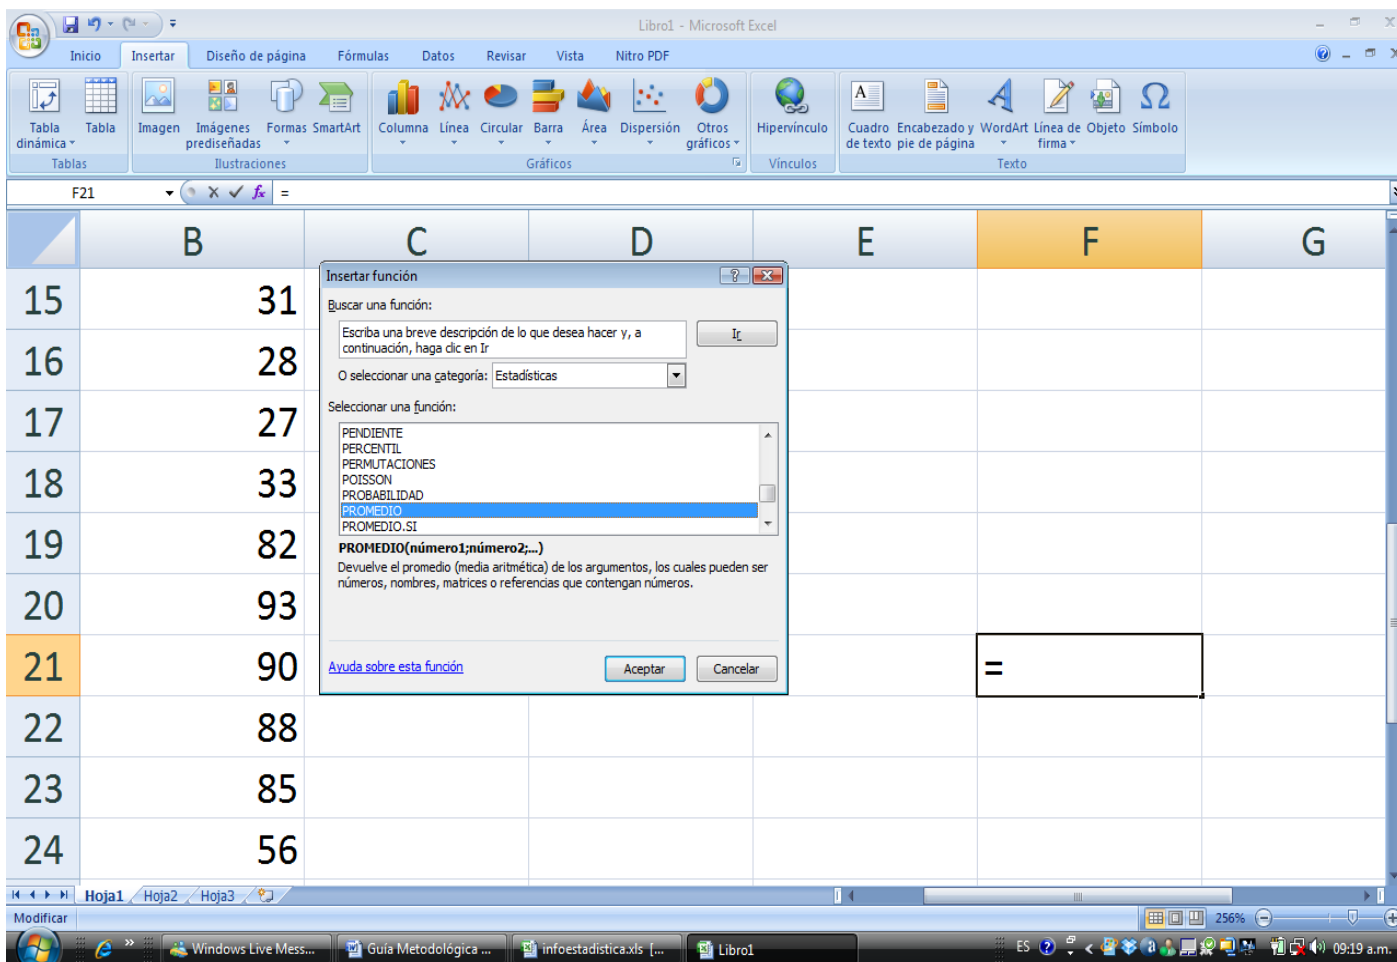 Libro1 - Microsoft Excel
Inicio Insertar Diseño de página Fórmulas Datos Revisar Vista Nitro PDF
Tabla dinámica Tabla Imagen Imágenes prediseñadas Formas SmartArt Columna Línea Circular Barra Área Dispersión Otros gráficos Hipervínculo Cuadro de texto Encabezado y pie de página WordArt Línea de firma Objeto Símbolo
Tablas Ilustraciones Gráficos Vínculos Texto
F21 fx =
B C D E F G
15 31
16 28
17 27
18 33
19 82
20 93
21 90 =
22 88
23 85
24 56
Insertar función
Buscar una función:
Escriba una breve descripción de lo que desea hacer y, a
continuación, haga clic en Ir
Ir
O seleccionar una categoría: Estadísticas
Seleccionar una función:
PENDIENTE
PERCENTIL
PERMUTACIONES
POISSON
PROBABILIDAD
PROMEDIO
PROMEDIO.SI
PROMEDIO(número1;número2;...)
Devuelve el promedio (media aritmética) de los argumentos, los cuales pueden ser
números, nombres, matrices o referencias que contengan números.
Ayuda sobre esta función Aceptar Cancelar
Hoja1 Hoja2 Hoja3
Modificar 256%
Windows Live Mess... Guía Metodológica ... infoestadistica.xls [... Libro1 ES 09:19 a.m.